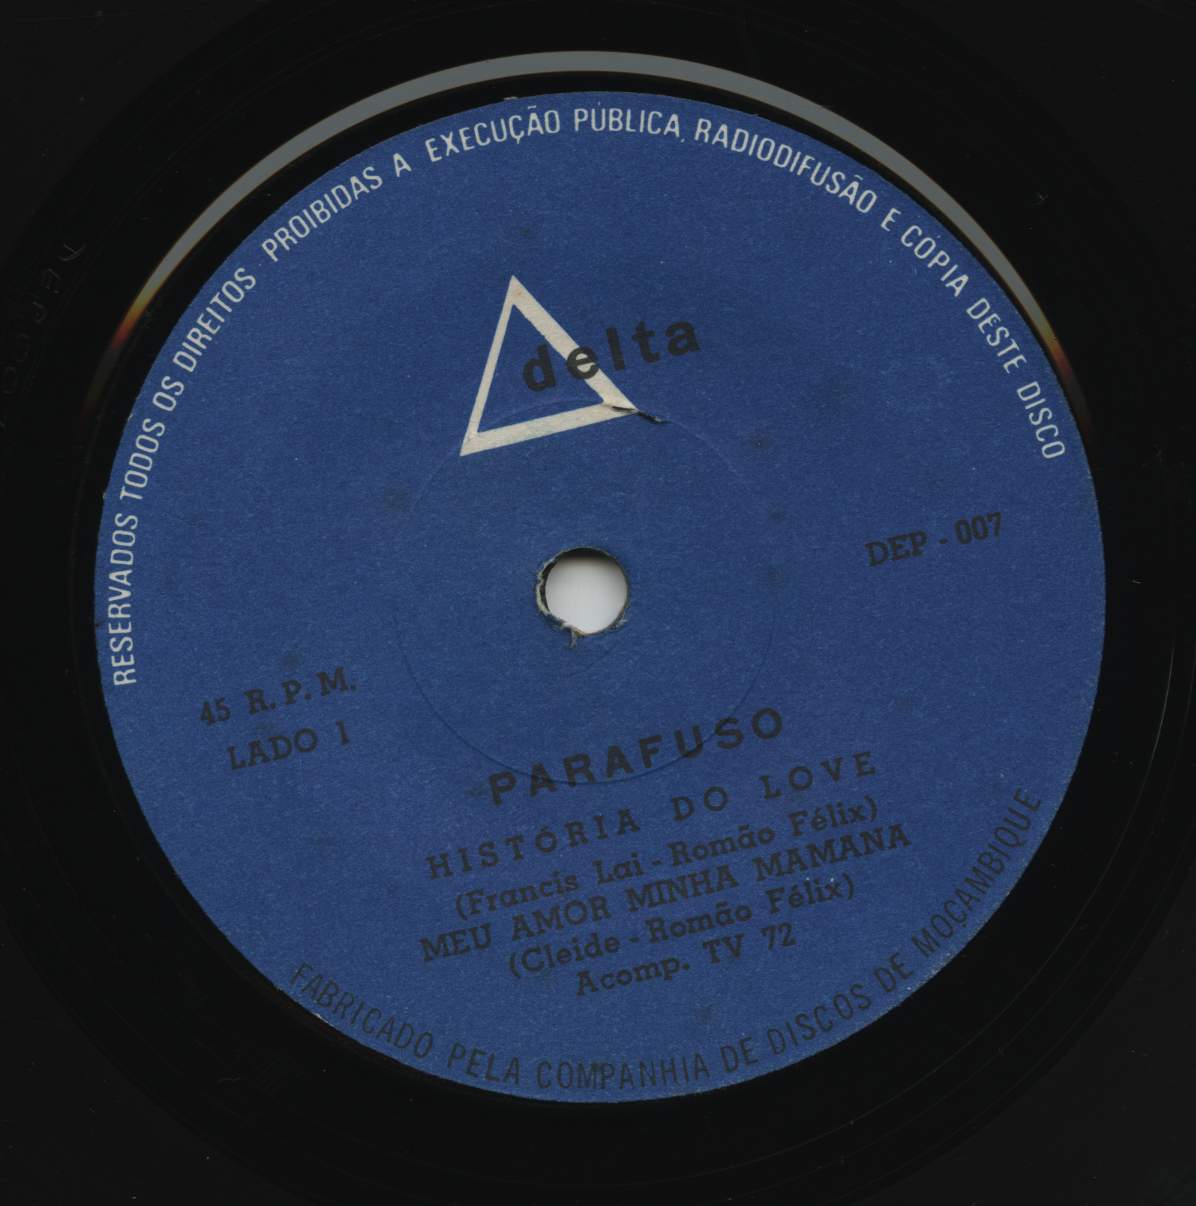 RESERVADOS TODOS OS DIREITOS PROIBIDAS A EXECUÇÃO PÚBLICA, RADIODIFUSÃO E CÓPIA DESTE DISCO
delta
DEP - 007
45 R.P.M.
LADO 1
PARAFUSO
HISTÓRIA DO LOVE
(Francis Lai - Romão Félix)
MEU AMOR MINHA MAMANA
(Cleide - Romão Félix)
Acomp. TV 72
FABRICADO PELA COMPANHIA DE DISCOS DE MOÇAMBIQUE